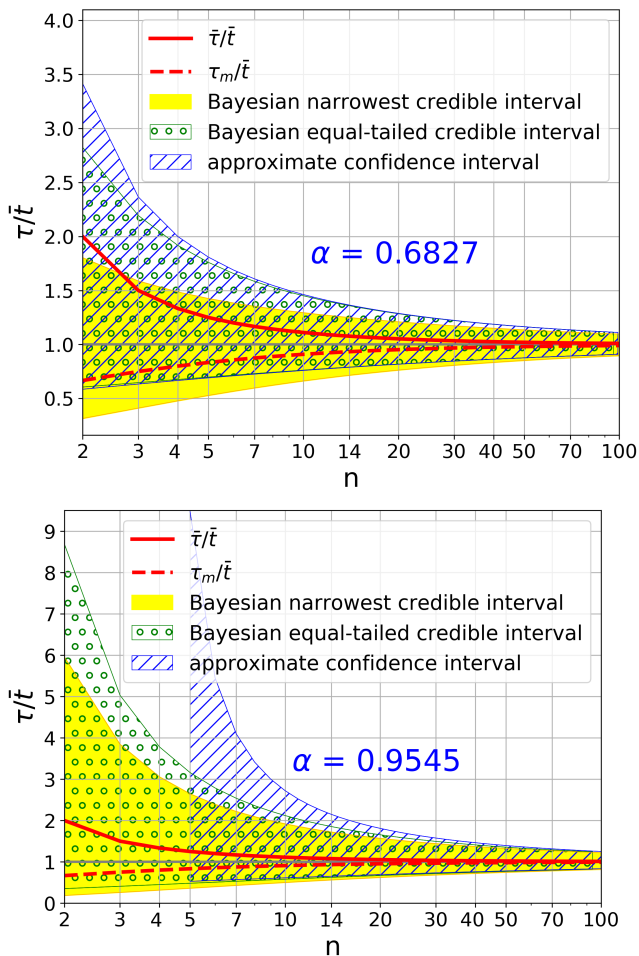 4.0
3.5
3.0
2.5
2.0
1.5
1.0
0.5
τ/t̄
τ̄/t̄
τₘ/t̄
Bayesian narrowest credible interval
Bayesian equal-tailed credible interval
approximate confidence interval
α = 0.6827
2 3 4 5 7 10 14 20 30 40 50 70 100
n
9
8
7
6
5
4
3
2
1
0
τ/t̄
τ̄/t̄
τₘ/t̄
Bayesian narrowest credible interval
Bayesian equal-tailed credible interval
approximate confidence interval
α = 0.9545
2 3 4 5 7 10 14 20 30 40 50 70 100
n